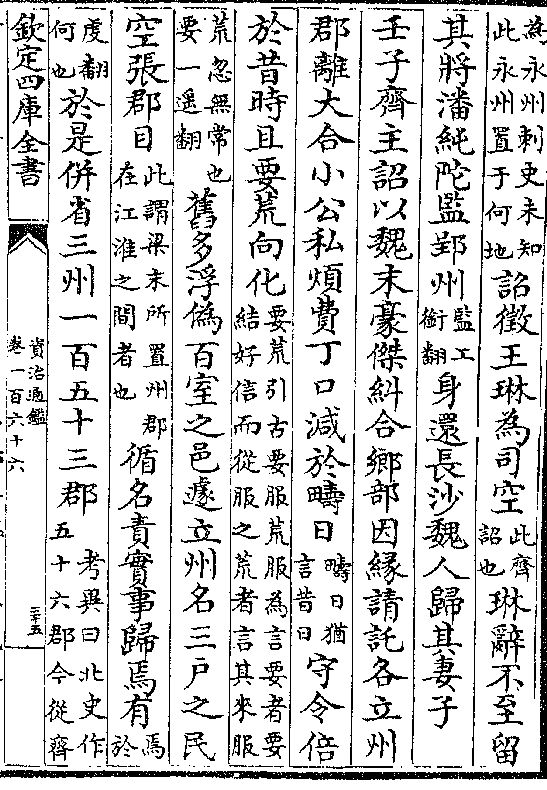 為永州刺史未知
此永州置于何地
詔徵王琳為司空
此齊
詔也
琳辭不至留
其將潘純陀監郢州
監工
銜翻
身還長沙魏人歸其妻子
壬子齊主詔以魏末豪傑糾合鄉部因緣請託各立州
郡離大合小公私煩費丁口減於疇日
疇日猶
言昔日
守令倍
於昔時且要荒向化
要荒引古要服荒服為言要者要
結好信而從服之荒者言其來服
荒忽無常也
要一遥翻
舊多浮偽百室之邑遽立州名三戶之民
空張郡目
此謂梁末所置州郡
在江淮之間者也
循名責實事歸焉有
焉
於
虔翻
何也
於是併省三州一百五十三郡
考異曰北史作
五十六郡今從齊
欽定四庫全書
資治通鑑
卷一百六十六
二十五